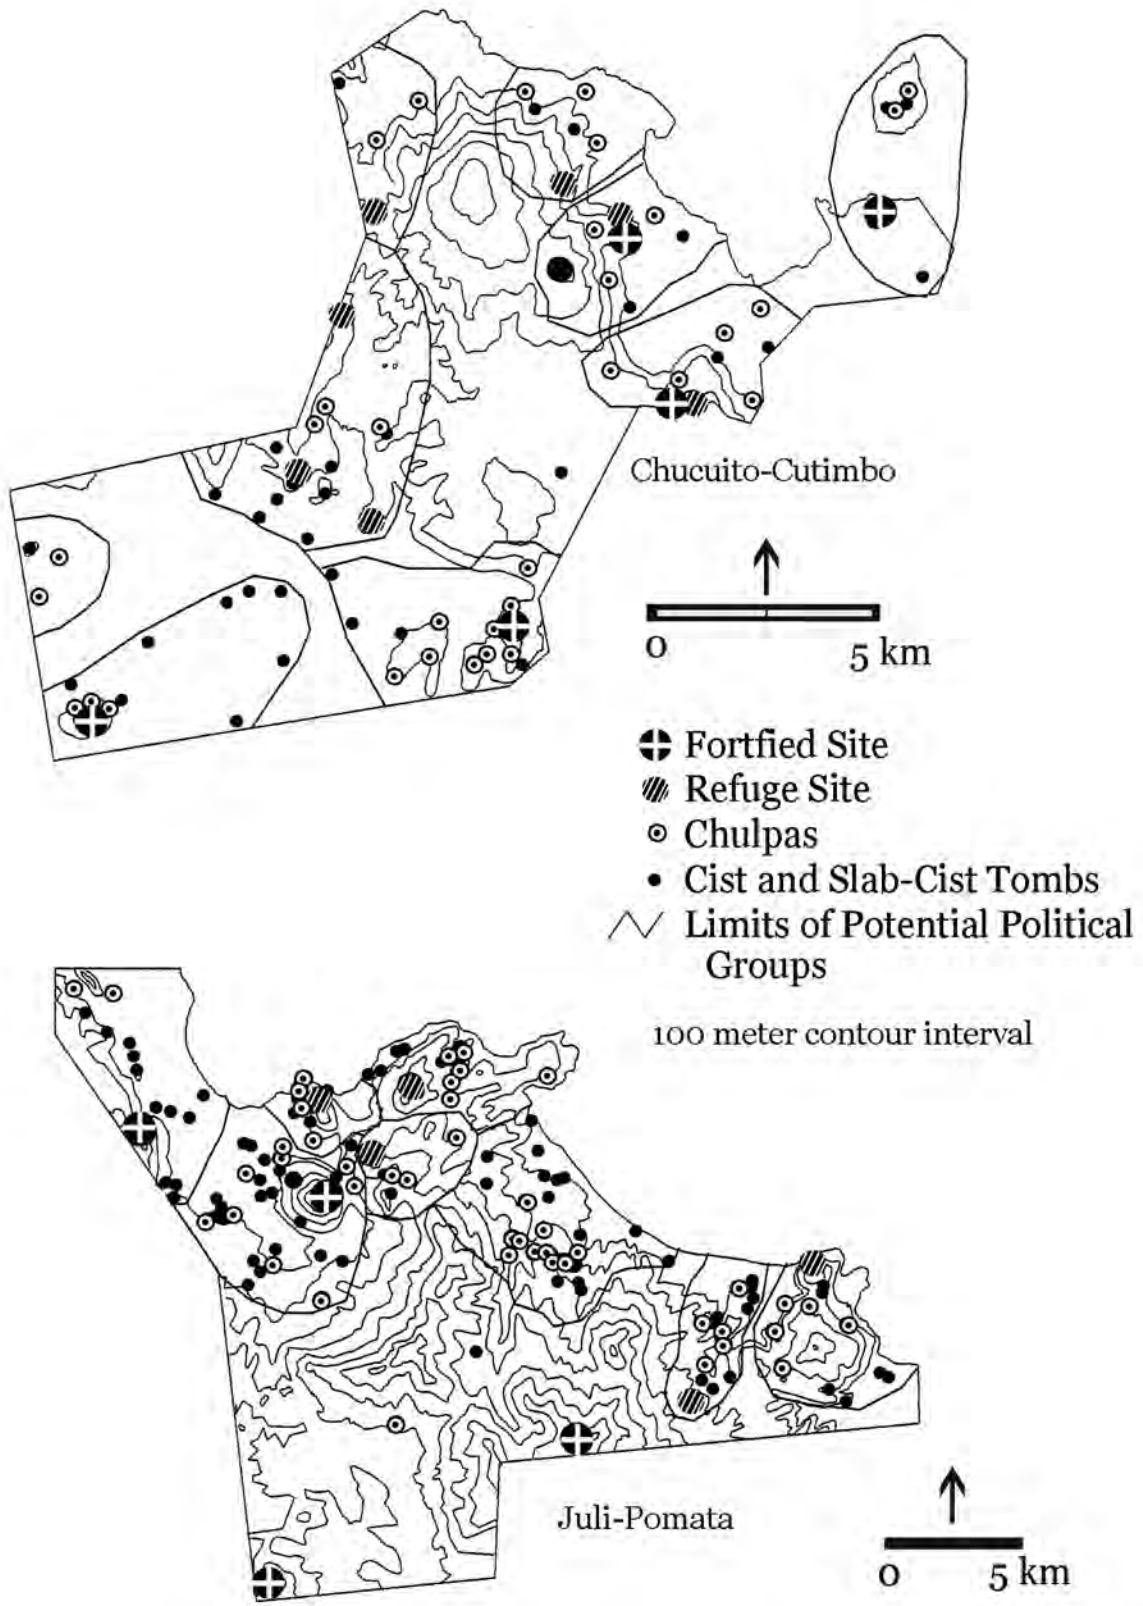 Chucuito-Cutimbo
0 5 km
Fortfied Site
Refuge Site
Chulpas
Cist and Slab-Cist Tombs
Limits of Potential Political
Groups
100 meter contour interval
Juli-Pomata
0 5 km